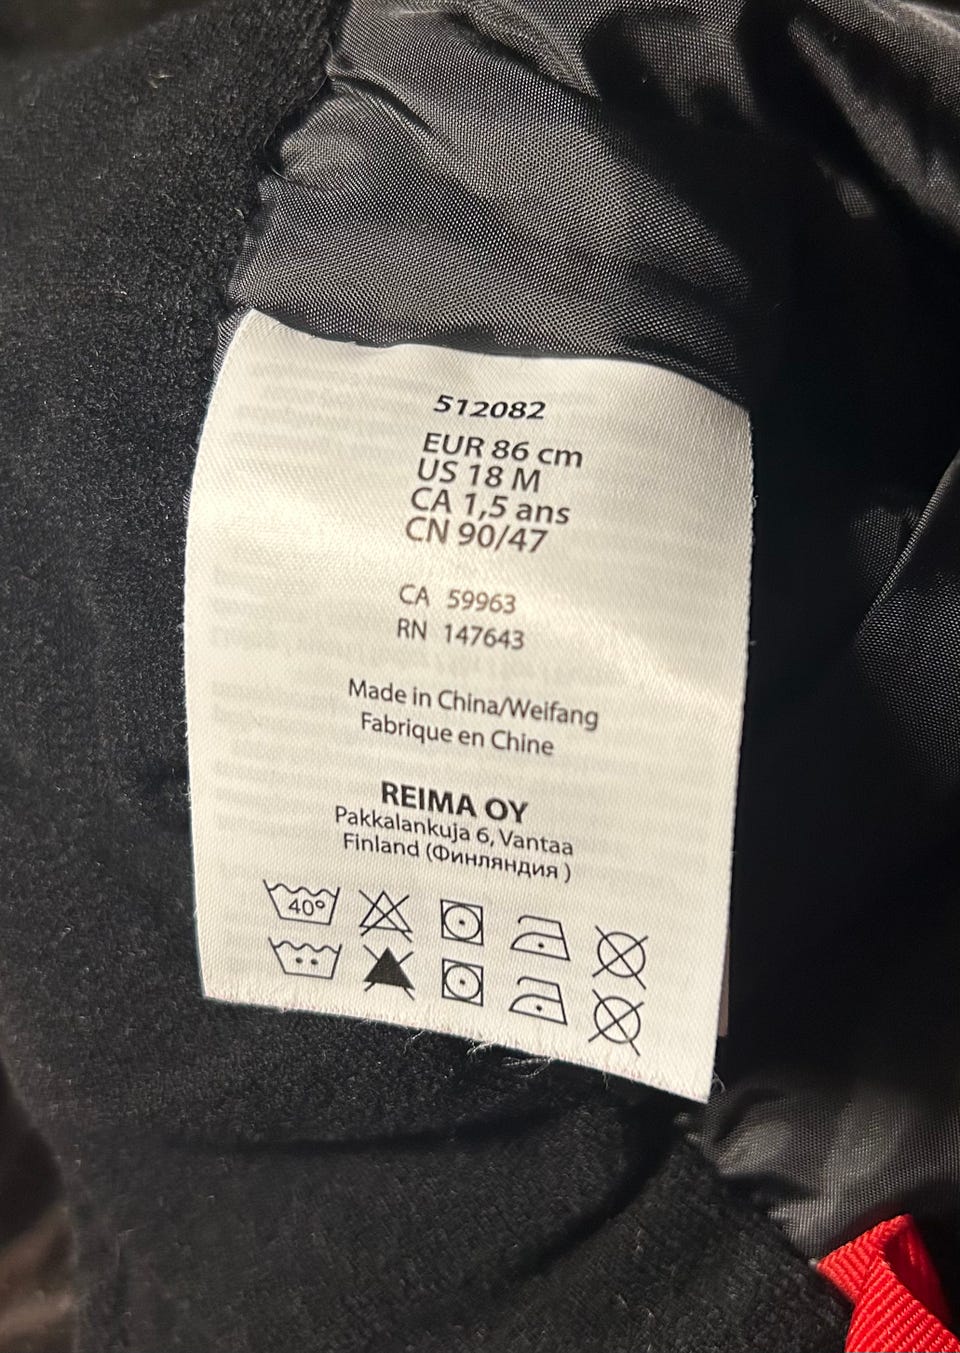 512082
EUR 86 cm
US 18 M
CA 1,5 ans
CN 90/47
CA 59963
RN 147643
Made in China/Weifang
Fabrique en Chine
REIMA OY
Pakkalankuja 6, Vantaa
Finland (Финляндия )
40°